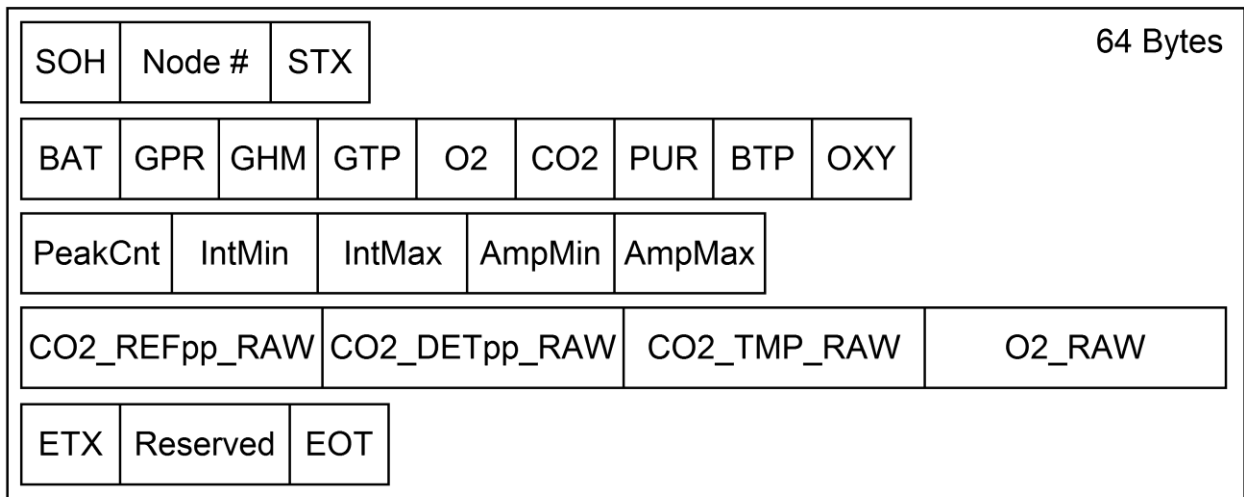 SOH Node # STX 64 Bytes
BAT GPR GHM GTP O2 CO2 PUR BTP OXY
PeakCnt IntMin IntMax AmpMin AmpMax
CO2_REFpp_RAW CO2_DETpp_RAW CO2_TMP_RAW O2_RAW
ETX Reserved EOT